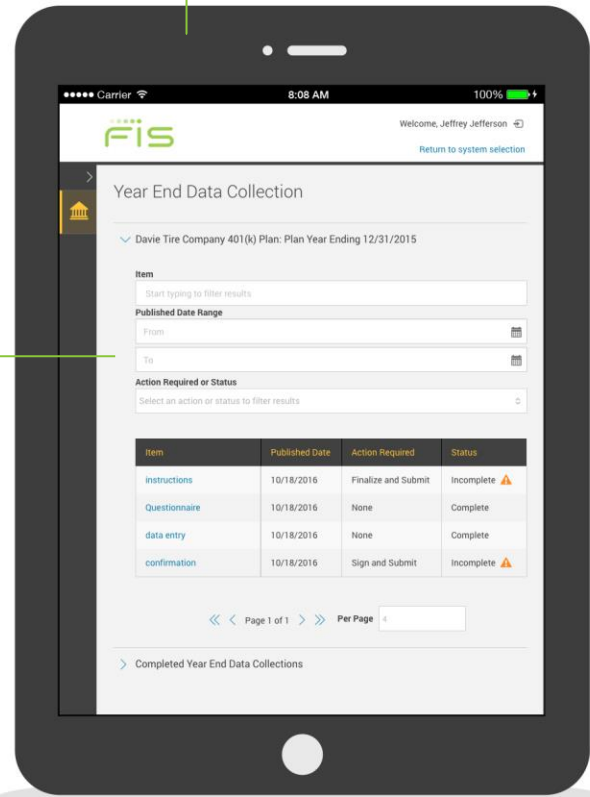 Carrier 8:08 AM 100%
FIS
Welcome, Jeffrey Jefferson
Return to system selection
Year End Data Collection
Davie Tire Company 401(k) Plan: Plan Year Ending 12/31/2015
Item
Start typing to filter results
Published Date Range
From
To
Action Required or Status
Select an action or status to filter results
Item Published Date Action Required Status
instructions 10/18/2016 Finalize and Submit Incomplete
Questionnaire 10/18/2016 None Complete
data entry 10/18/2016 None Complete
confirmation 10/18/2016 Sign and Submit Incomplete
Page 1 of 1 Per Page 4
Completed Year End Data Collections